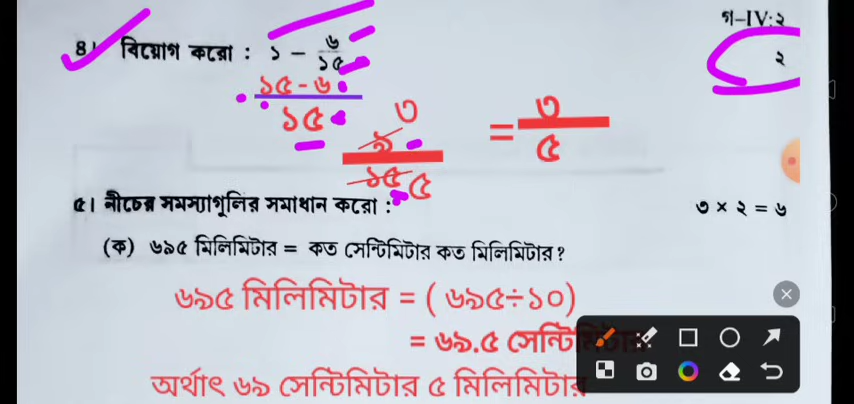 গ-IV:২
৪। বিয়োগ করো : ১ - ৬/১৫
২
১৫-৬
১৫
৩
৯
১৫ ৫
= ৩/৫
৫। নীচের সমস্যাগুলির সমাধান করো :
৩ × ২ = ৬
(ক) ৬৯৫ মিলিমিটার = কত সেন্টিমিটার কত মিলিমিটার?
৬৯৫ মিলিমিটার = ( ৬৯৫÷১০)
= ৬৯.৫ সেন্টিমিটার
অর্থাৎ ৬৯ সেন্টিমিটার ৫ মিলিমিটার